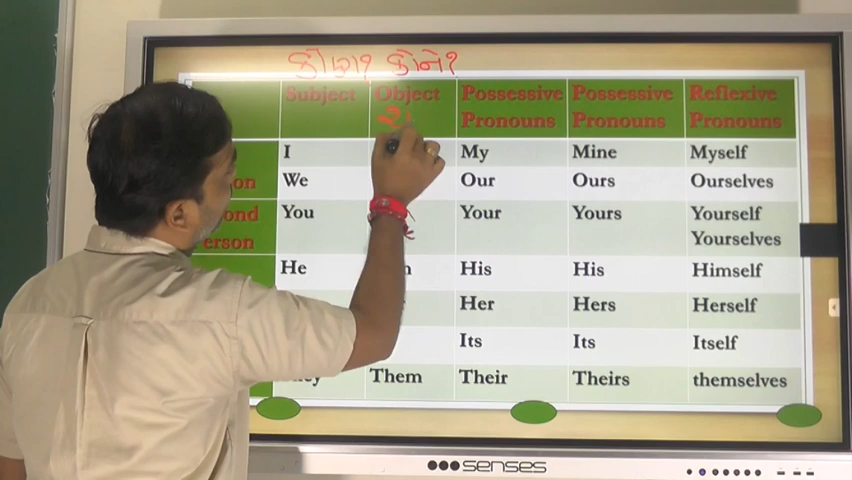 કોણ? કોને?
Subject Object Possessive Pronouns Possessive Pronouns Reflexive Pronouns
I My Mine Myself
We Our Ours Ourselves
You Your Yours Yourself Yourselves
He His His Himself
Her Hers Herself
Its Its Itself
Them Their Theirs themselves
senses